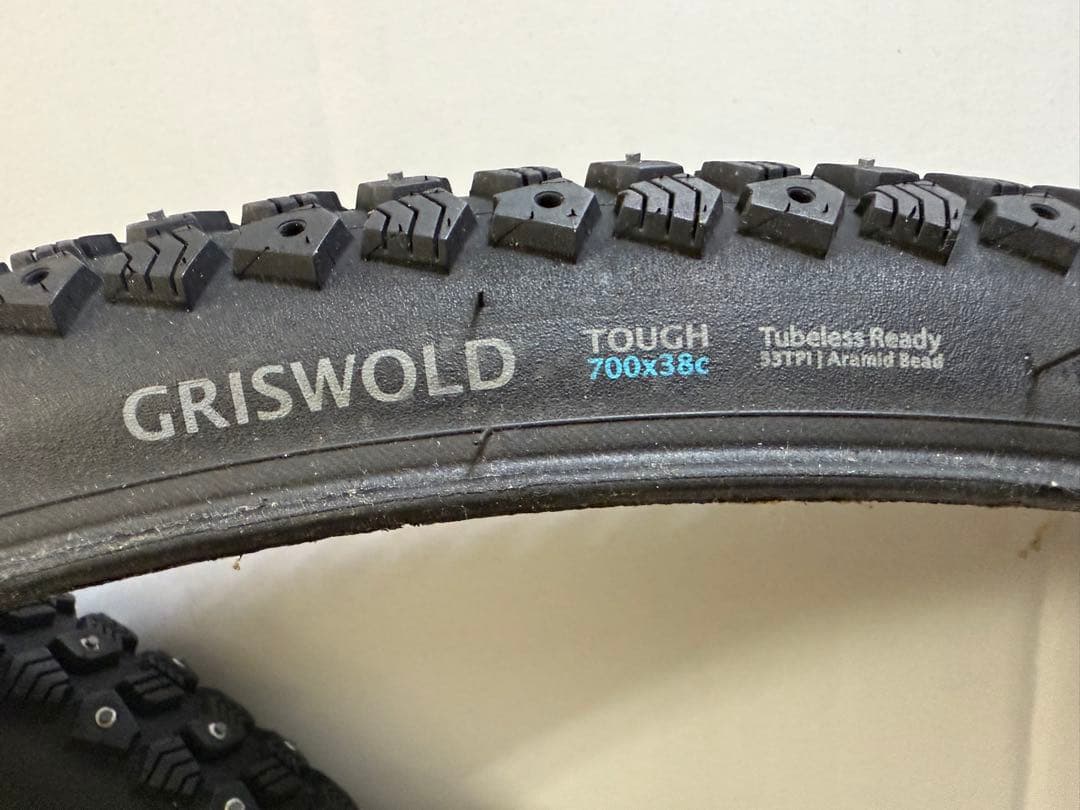 GRISWOLD
TOUGH
700x38c
Tubeless Ready
33TPI | Aramid Bead